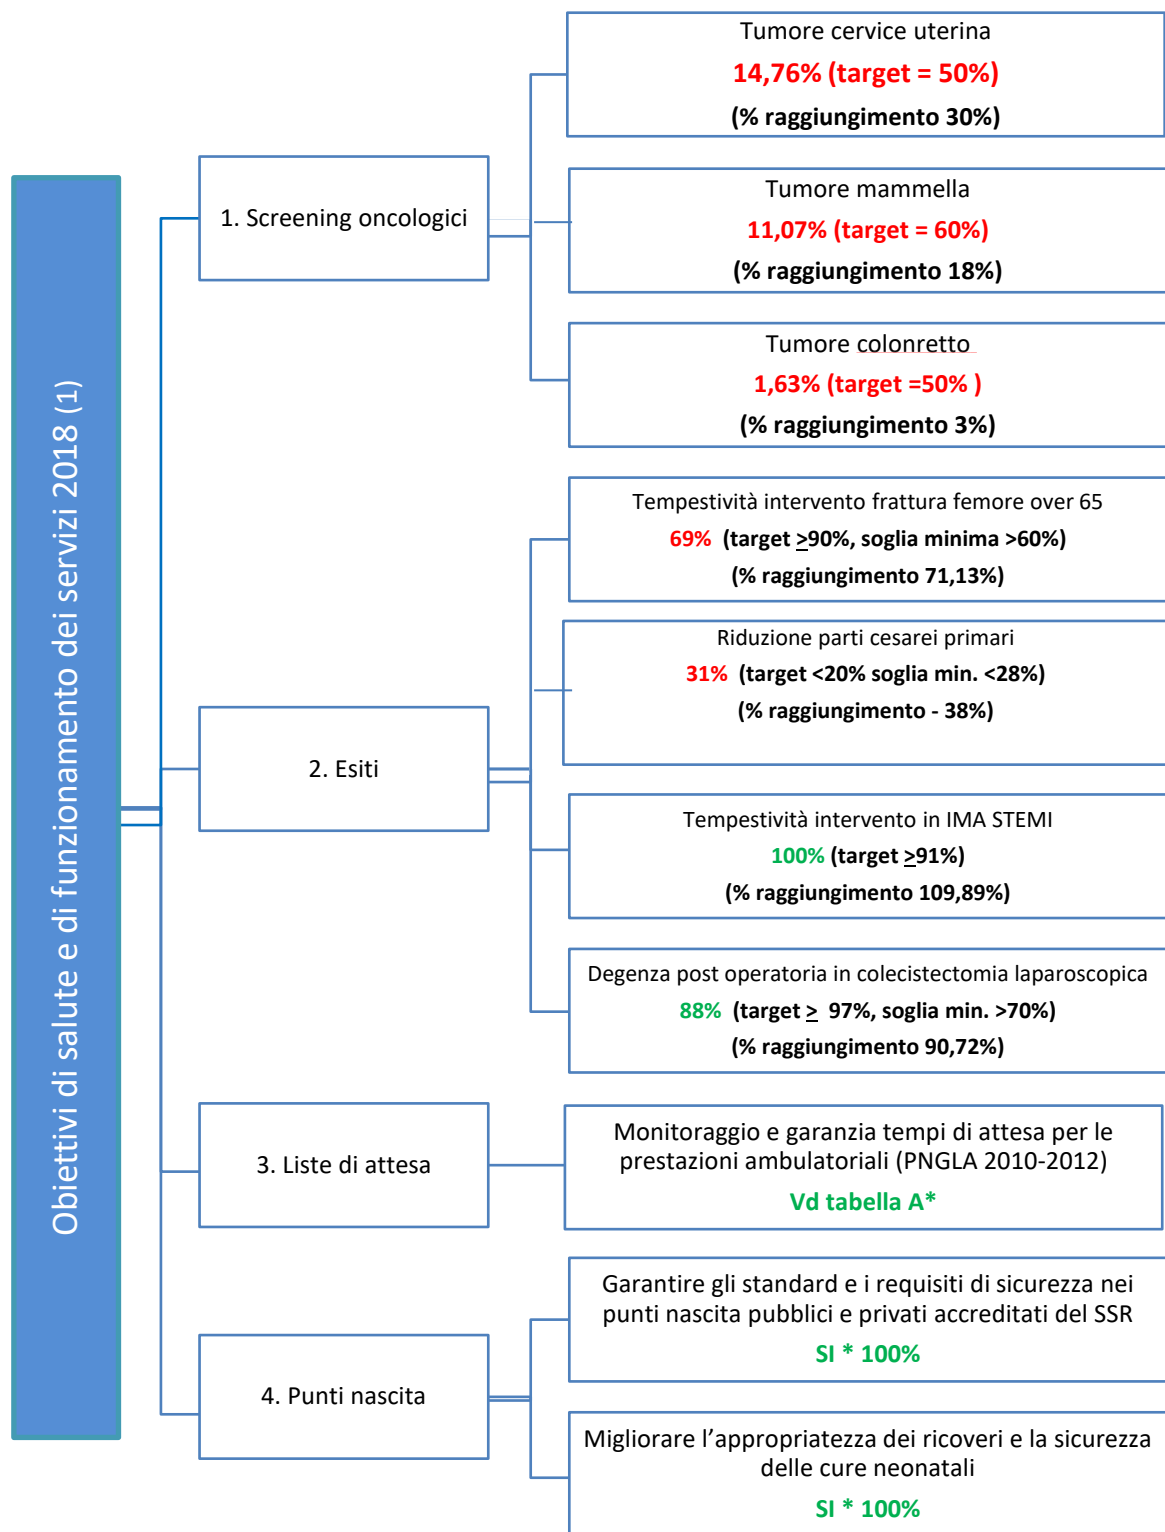 Obiettivi di salute e di funzionamento dei servizi 2018 (1)
1. Screening oncologici
Tumore cervice uterina
14,76% (target = 50%)
(% raggiungimento 30%)
Tumore mammella
11,07% (target = 60%)
(% raggiungimento 18%)
Tumore colonretto
1,63% (target =50% )
(% raggiungimento 3%)
2. Esiti
Tempestività intervento frattura femore over 65
69% (target ≥90%, soglia minima >60%)
(% raggiungimento 71,13%)
Riduzione parti cesarei primari
31% (target <20% soglia min. <28%)
(% raggiungimento - 38%)
Tempestività intervento in IMA STEMI
100% (target ≥91%)
(% raggiungimento 109,89%)
Degenza post operatoria in colecistectomia laparoscopica
88% (target ≥ 97%, soglia min. >70%)
(% raggiungimento 90,72%)
3. Liste di attesa
Monitoraggio e garanzia tempi di attesa per le
prestazioni ambulatoriali (PNGLA 2010-2012)
Vd tabella A*
4. Punti nascita
Garantire gli standard e i requisiti di sicurezza nei
punti nascita pubblici e privati accreditati del SSR
SI * 100%
Migliorare l’appropriatezza dei ricoveri e la sicurezza
delle cure neonatali
SI * 100%